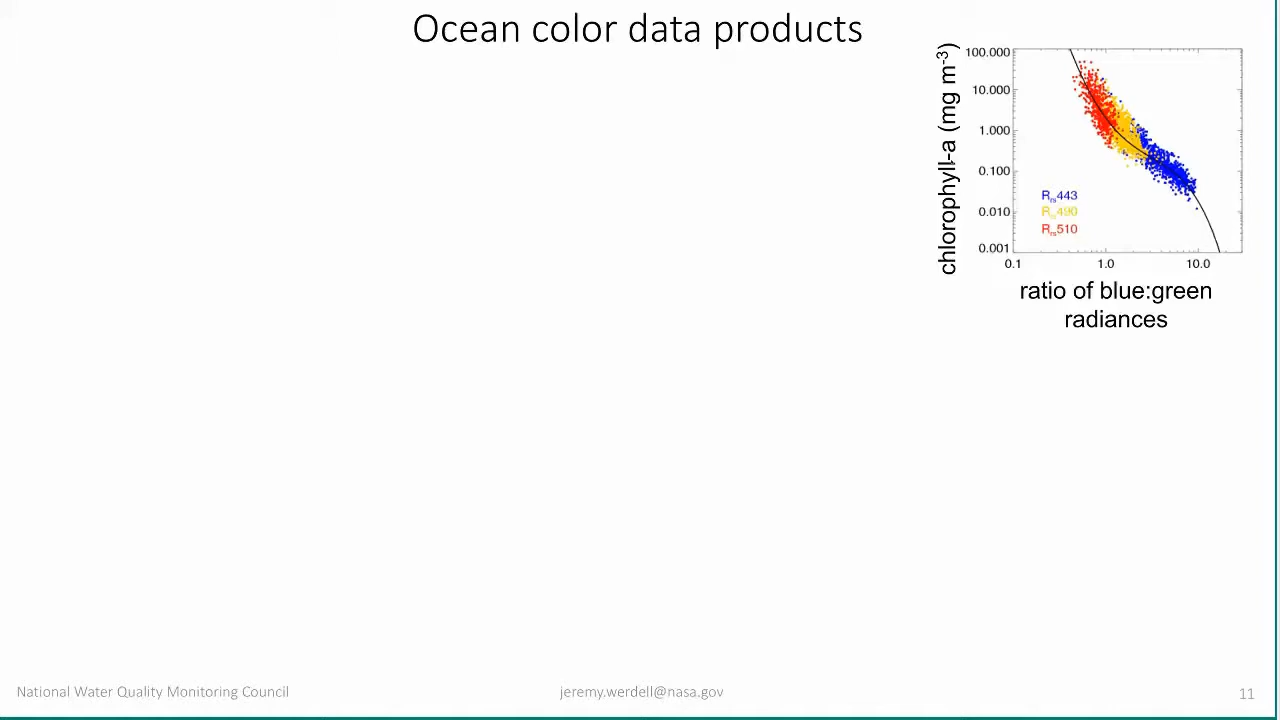 Ocean color data products
chlorophyll-a (mg m-3)
100.000
10.000
1.000
0.100
0.010
0.001
Rrs443
Rrs490
Rrs510
0.1 1.0 10.0
ratio of blue:green
radiances
National Water Quality Monitoring Council jeremy.werdell@nasa.gov 11